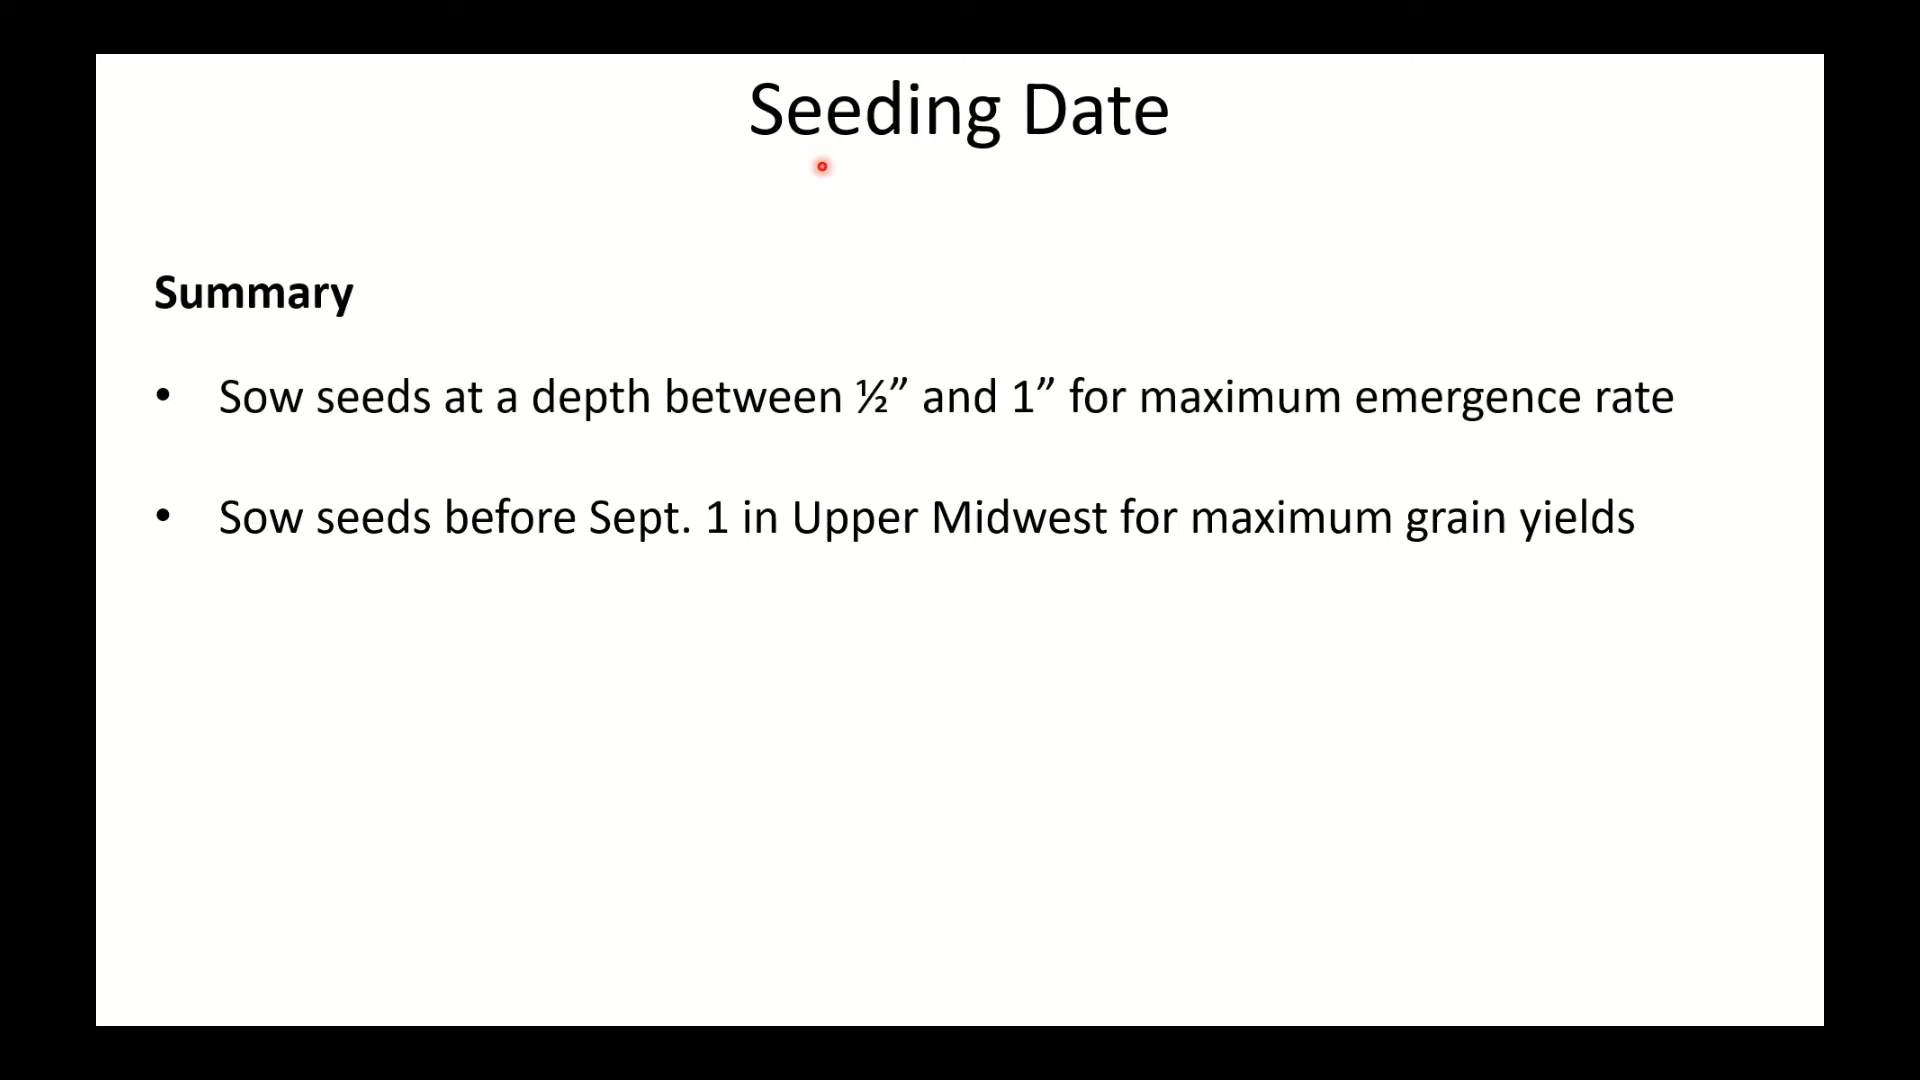 Seeding Date
Summary
• Sow seeds at a depth between ½” and 1” for maximum emergence rate
• Sow seeds before Sept. 1 in Upper Midwest for maximum grain yields